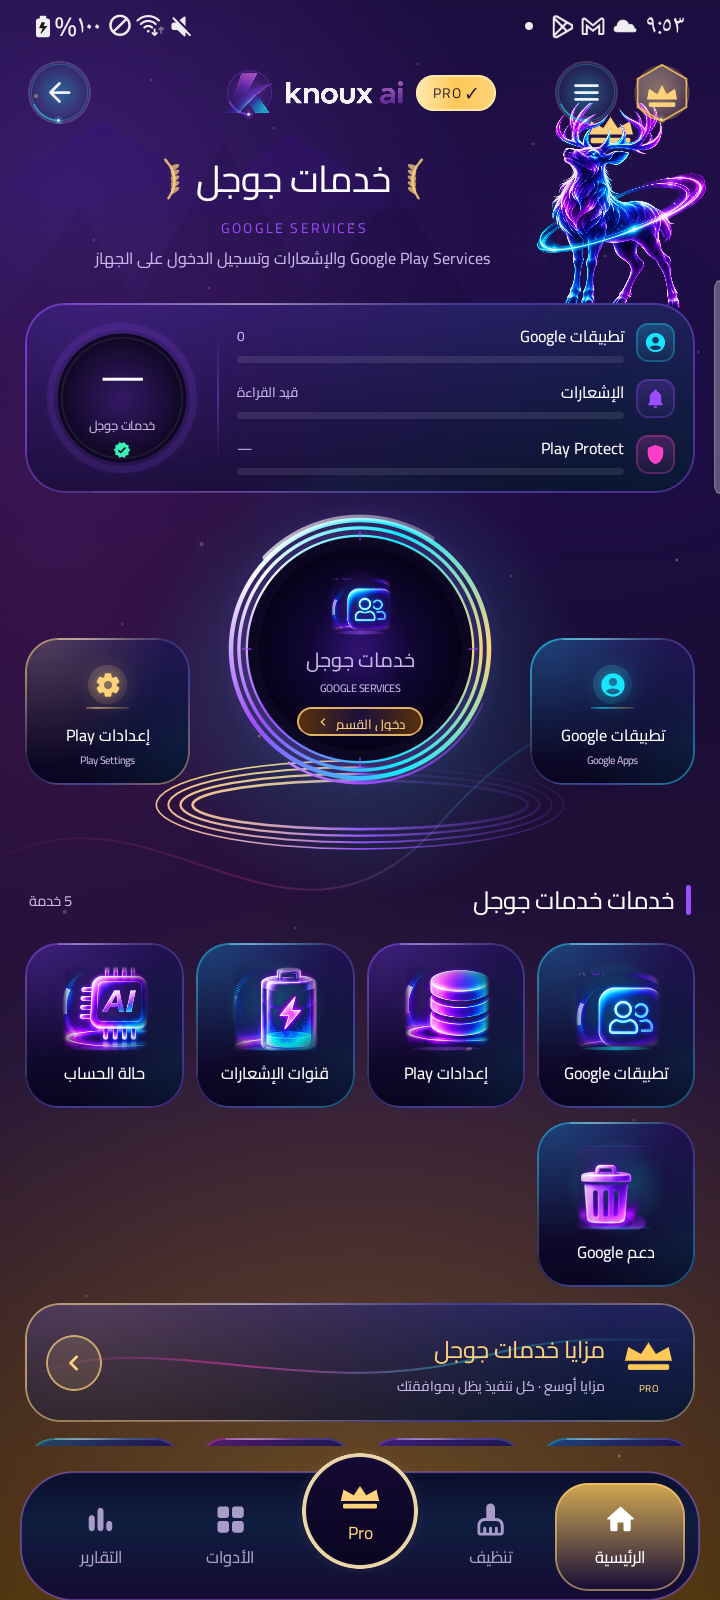 ٩:٥٣
%١٠٠
knoux ai
PRO ✓
خدمات جوجل
GOOGLE SERVICES
Google Play Services والإشعارات وتسجيل الدخول على الجهاز
تطبيقات Google
0
الإشعارات
قيد القراءة
Play Protect
—
—
خدمات جوجل
خدمات جوجل
GOOGLE SERVICES
دخول القسم
تطبيقات Google
Google Apps
إعدادات Play
Play Settings
خدمات خدمات جوجل
5 خدمة
تطبيقات Google
إعدادات Play
قنوات الإشعارات
AI
حالة الحساب
دعم Google
مزايا خدمات جوجل
مزايا أوسع · كل تنفيذ يظل بموافقتك
PRO
الرئيسية
تنظيف
Pro
الأدوات
التقارير